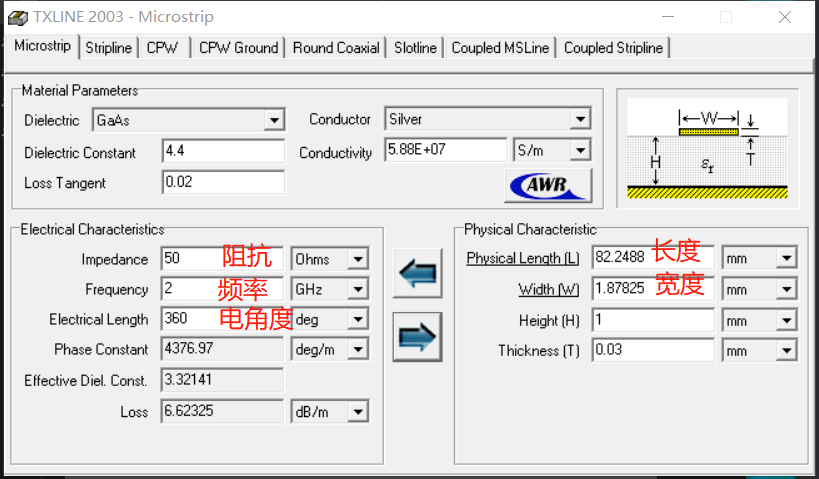 TXLINE 2003 - Microstrip
Microstrip Stripline CPW CPW Ground Round Coaxial Slotline Coupled MSLine Coupled Stripline
Material Parameters
Dielectric GaAs Conductor Silver
Dielectric Constant 4.4 Conductivity 5.88E+07 S/m
Loss Tangent 0.02
AWR
W
T
H
εr
Electrical Characteristics
Impedance 50 阻抗 Ohms
Frequency 2 频率 GHz
Electrical Length 360 电角度 deg
Phase Constant 4376.97 deg/m
Effective Diel. Const. 3.32141
Loss 6.62325 dB/m
Physical Characteristic
Physical Length (L) 82.2488 长度 mm
Width (W) 1.87825 宽度 mm
Height (H) 1 mm
Thickness (T) 0.03 mm